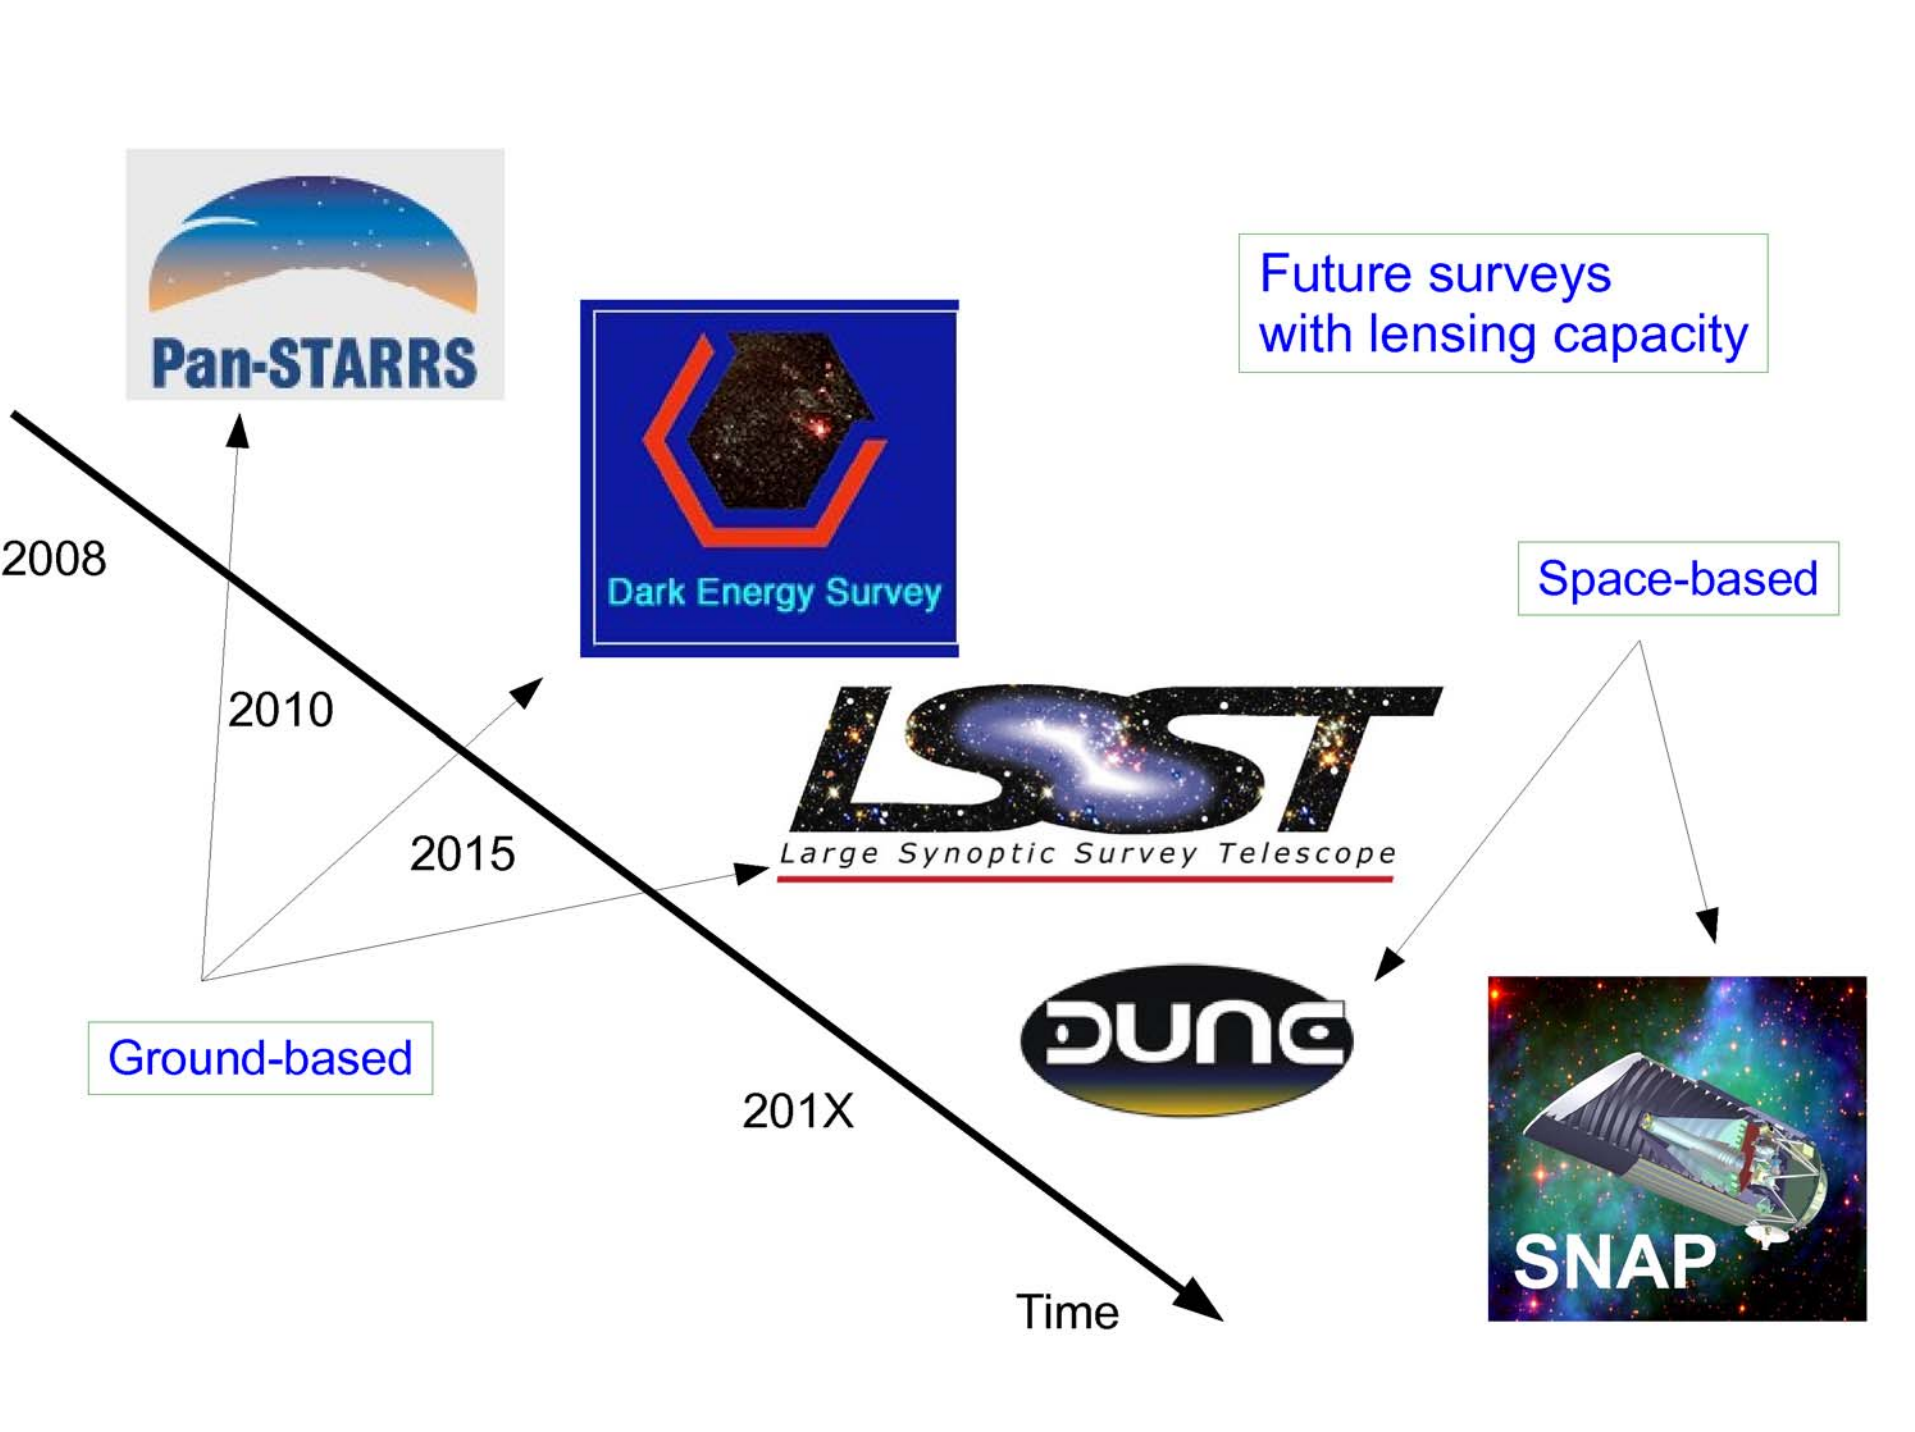 Pan-STARRS
Future surveys
with lensing capacity
2008
Dark Energy Survey
Space-based
2010
LSST
2015
Large Synoptic Survey Telescope
Ground-based
DUNE
201X
SNAP
Time